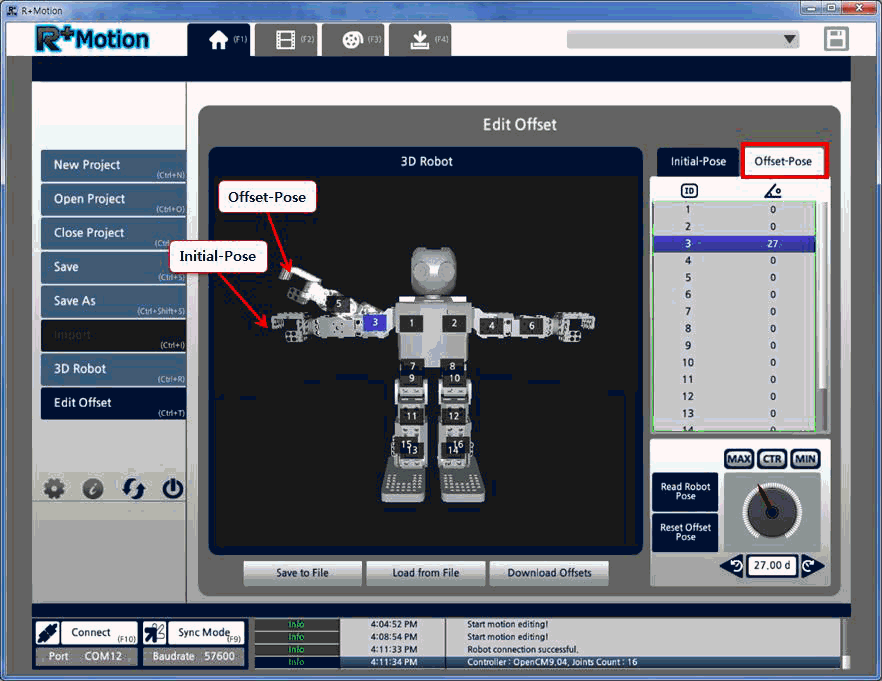 R+Motion
R+Motion
(F1)
(F2)
(F3)
(F4)
Edit Offset
New Project
(Ctrl+N)
Open Project
(Ctrl+O)
Close Project
(Ctrl
Save
(Ctrl+S)
Save As
(Ctrl+Shift+S)
Import
(Ctrl+I)
3D Robot
(Ctrl+R)
Edit Offset
(Ctrl+T)
3D Robot
Offset-Pose
Initial-Pose
5
3 1 2 4 6
7 8
9 10
11 12
15 16
13 14
Save to File
Load from File
Download Offsets
Initial-Pose
Offset-Pose
ID
1 0
2 0
3 27
4 0
5 0
6 0
7 0
8 0
9 0
10 0
11 0
12 0
13 0
14 0
MAX CTR MIN
Read Robot
Pose
Reset Offset
Pose
27.00 d
Connect (F10)
Sync Mode (F9)
Port COM12
Baudrate 57600
Info 4:04:52 PM Start motion editing!
Info 4:08:54 PM Start motion editing!
Info 4:11:33 PM Robot connection successful.
Info 4:11:34 PM Controller : OpenCM9.04, Joints Count : 16